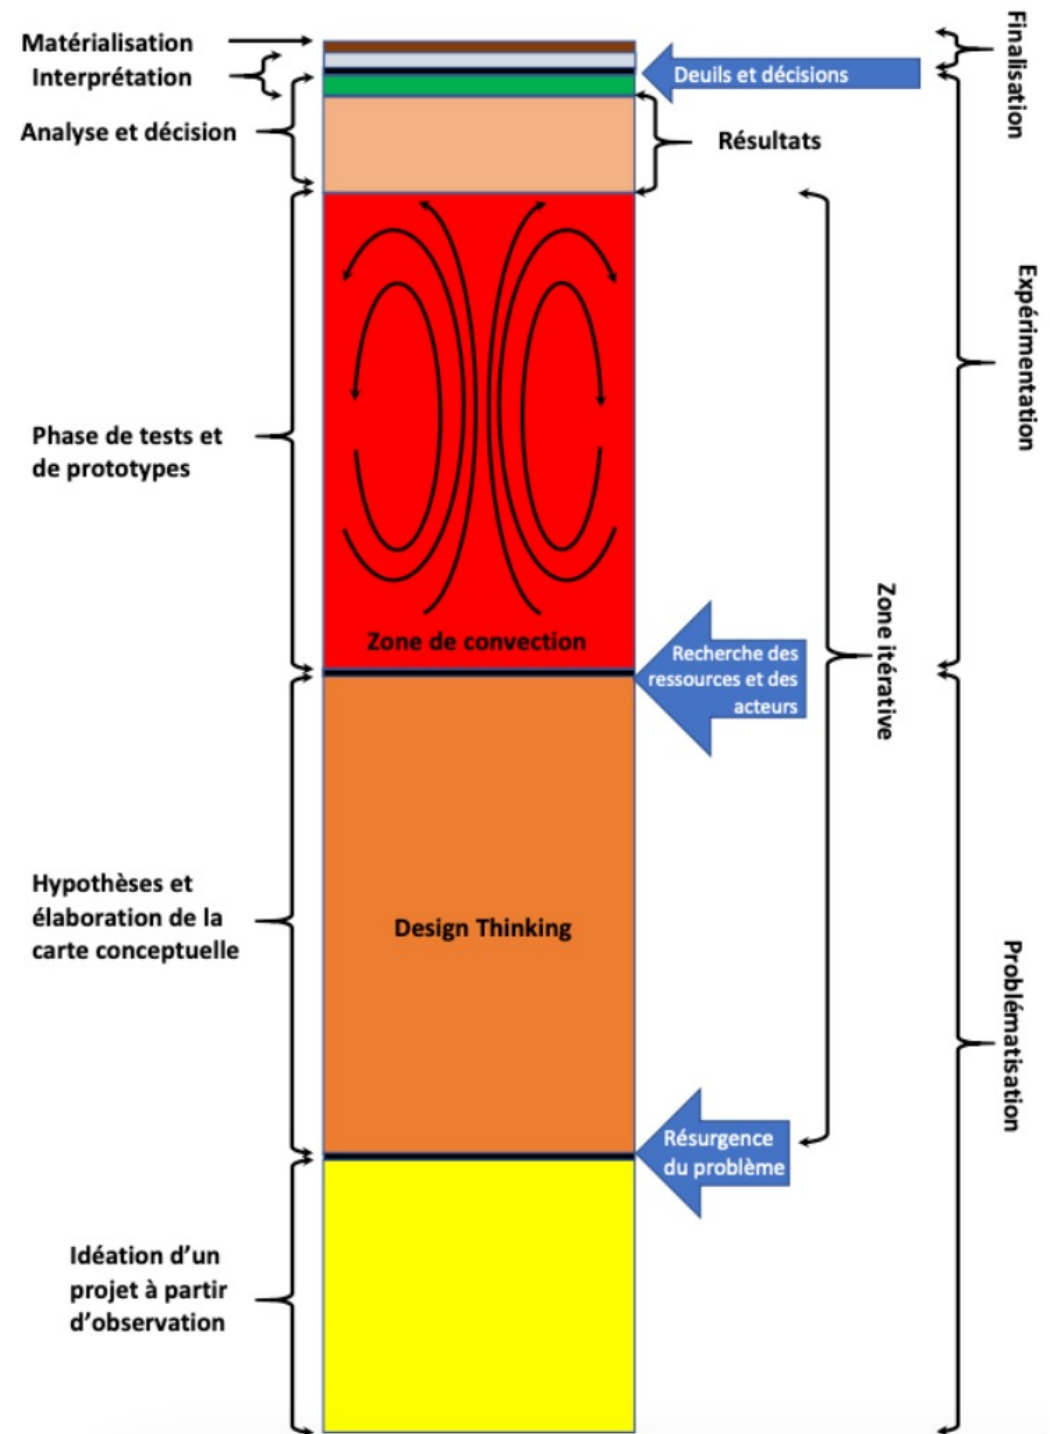 Matérialisation
Interprétation
Deuils et décisions
Finalisation
Analyse et décision
Résultats
Expérimentation
Phase de tests et
de prototypes
Zone de convection
Recherche des
ressources et des
acteurs
Zone itérative
Hypothèses et
élaboration de la
carte conceptuelle
Design Thinking
Problématisation
Résurgence
du problème
Idéation d’un
projet à partir
d’observation